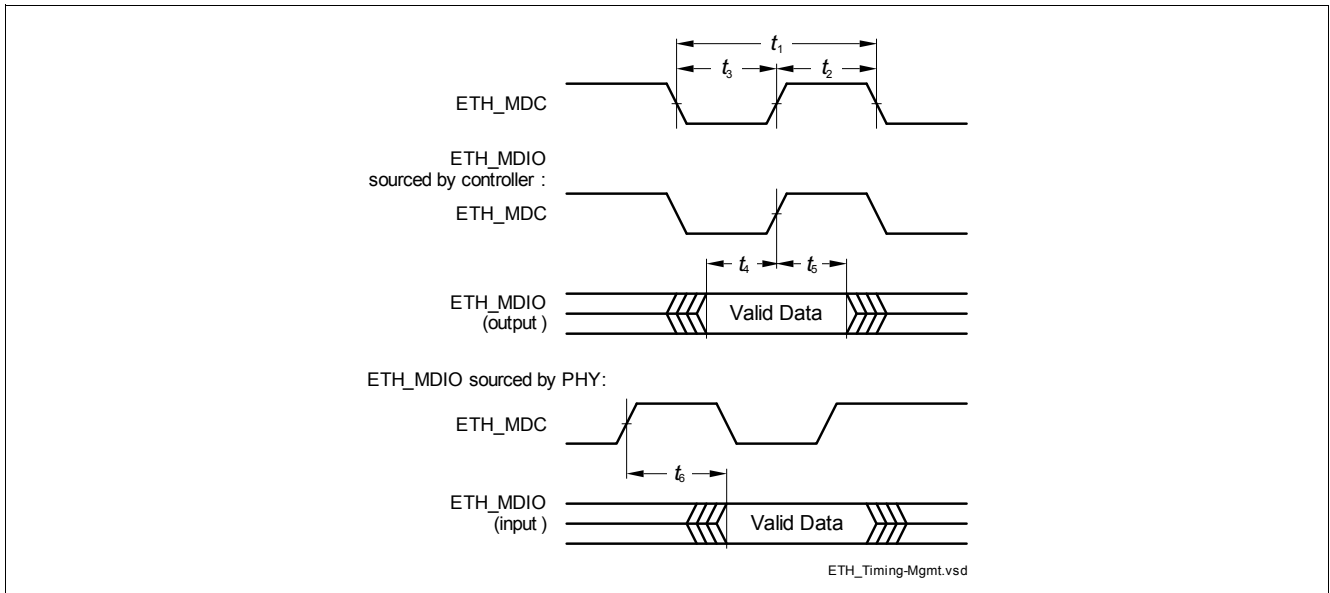 t1
t3
t2
ETH_MDC
ETH_MDIO
sourced by controller :
ETH_MDC
t4
t5
ETH_MDIO
(output )
Valid Data
ETH_MDIO sourced by PHY:
ETH_MDC
t6
ETH_MDIO
(input )
Valid Data
ETH_Timing-Mgmt.vsd